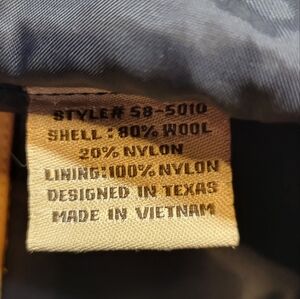 STYLE# 58-5010
SHELL: 80% WOOL
20% NYLON
LINING: 100% NYLON
DESIGNED IN TEXAS
MADE IN VIETNAM